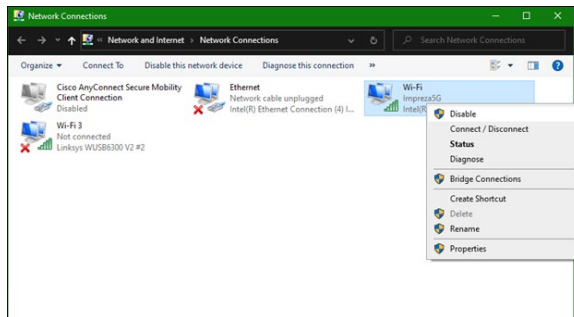 Network Connections
« Network and Internet › Network Connections
Search Network Connections
Organize Connect To Disable this network device Diagnose this connection »
Cisco AnyConnect Secure Mobility Client Connection
Disabled
Ethernet
Network cable unplugged
Intel(R) Ethernet Connection (4) I...
Wi-Fi
Impreza5G
Intel(R)
Wi-Fi 3
Not connected
Linksys WUSB6300 V2 #2
Disable
Connect / Disconnect
Status
Diagnose
Bridge Connections
Create Shortcut
Delete
Rename
Properties